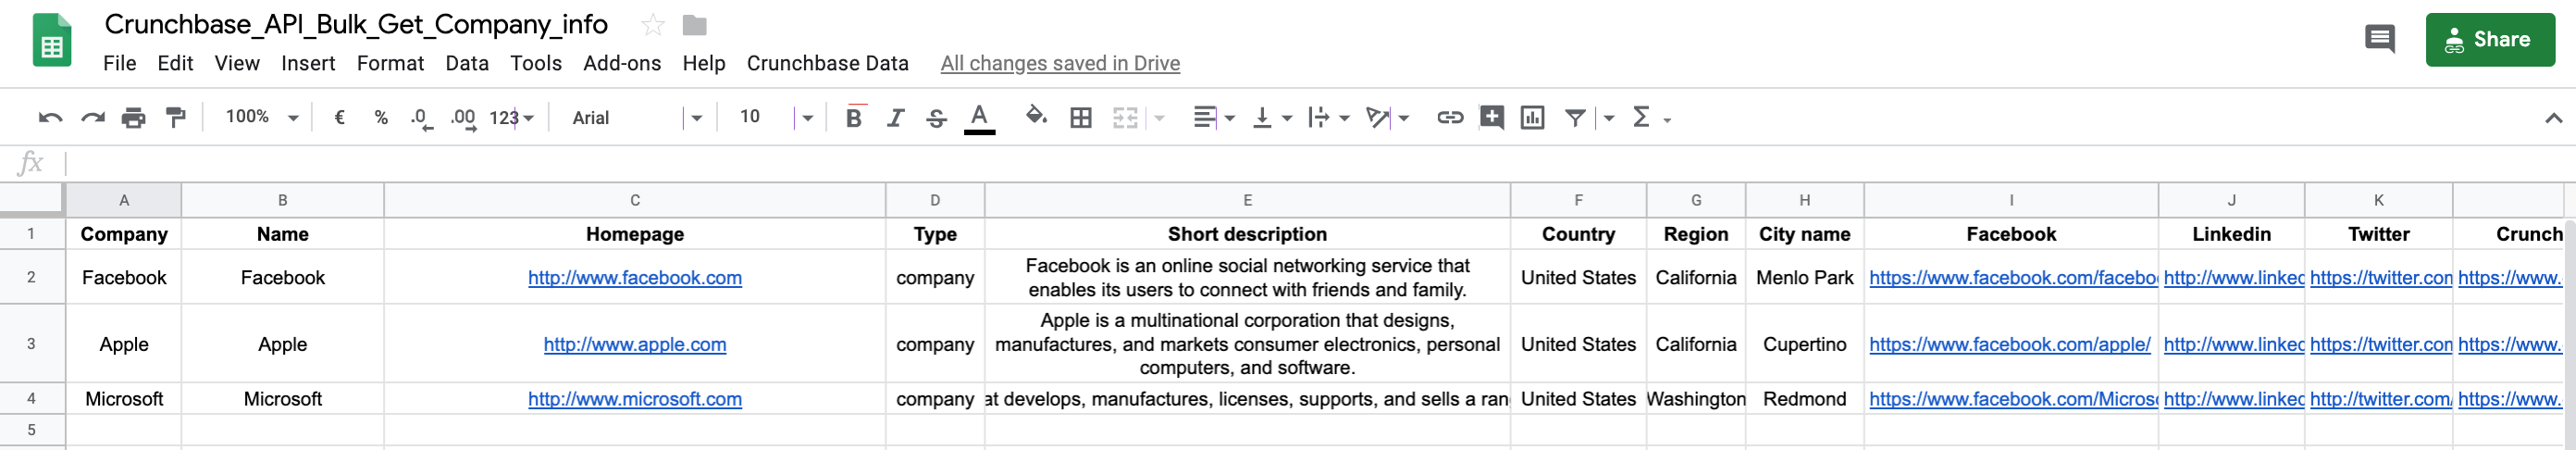 Crunchbase_API_Bulk_Get_Company_info
File Edit View Insert Format Data Tools Add-ons Help Crunchbase Data All changes saved in Drive
Share
100% € % .0 .00 123 Arial 10 B I S A Σ
fx
A B C D E F G H I J K
1 Company Name Homepage Type Short description Country Region City name Facebook Linkedin Twitter Crunch
2 Facebook Facebook http://www.facebook.com company Facebook is an online social networking service that enables its users to connect with friends and family. United States California Menlo Park https://www.facebook.com/facebo http://www.linked https://twitter.com https://www.
3 Apple Apple http://www.apple.com company Apple is a multinational corporation that designs, manufactures, and markets consumer electronics, personal computers, and software. United States California Cupertino https://www.facebook.com/apple/ http://www.linked https://twitter.com https://www.
4 Microsoft Microsoft http://www.microsoft.com company at develops, manufactures, licenses, supports, and sells a ran United States Washington Redmond https://www.facebook.com/Micros http://www.linked http://twitter.com/ https://www.
5